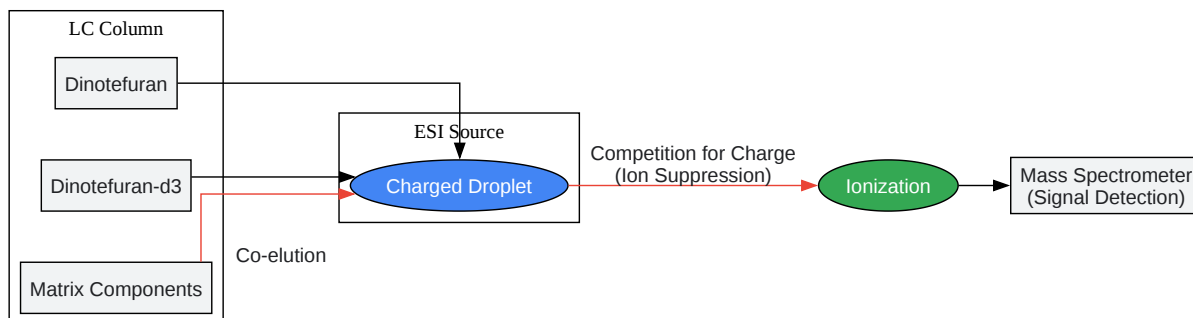 LC Column
Dinotefuran
ESI Source
Dinotefuran-d3
Charged Droplet
Competition for Charge
(Ion Suppression)
Ionization
Mass Spectrometer
(Signal Detection)
Matrix Components
Co-elution